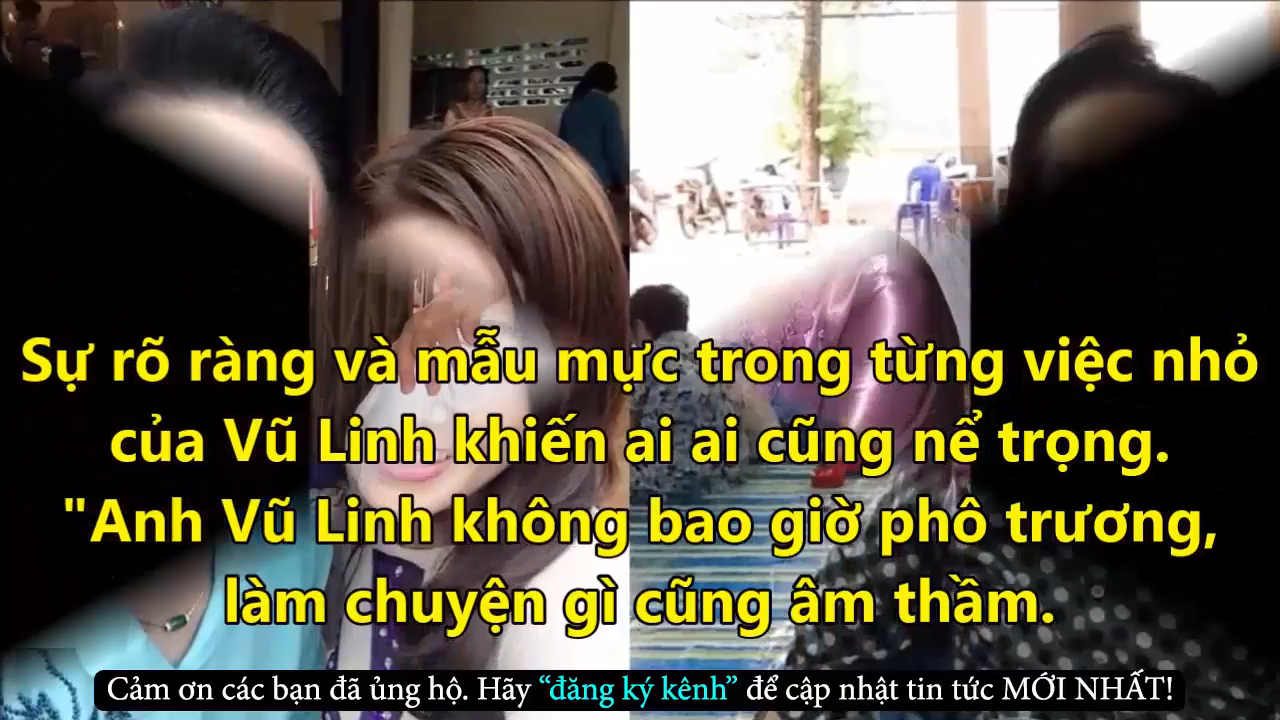 Sự rõ ràng và mẫu mực trong từng việc nhỏ
của Vũ Linh khiến ai ai cũng nể trọng.
"Anh Vũ Linh không bao giờ phô trương,
làm chuyện gì cũng âm thầm.
Cảm ơn các bạn đã ủng hộ. Hãy “đăng ký kênh” để cập nhật tin tức MỚI NHẤT!